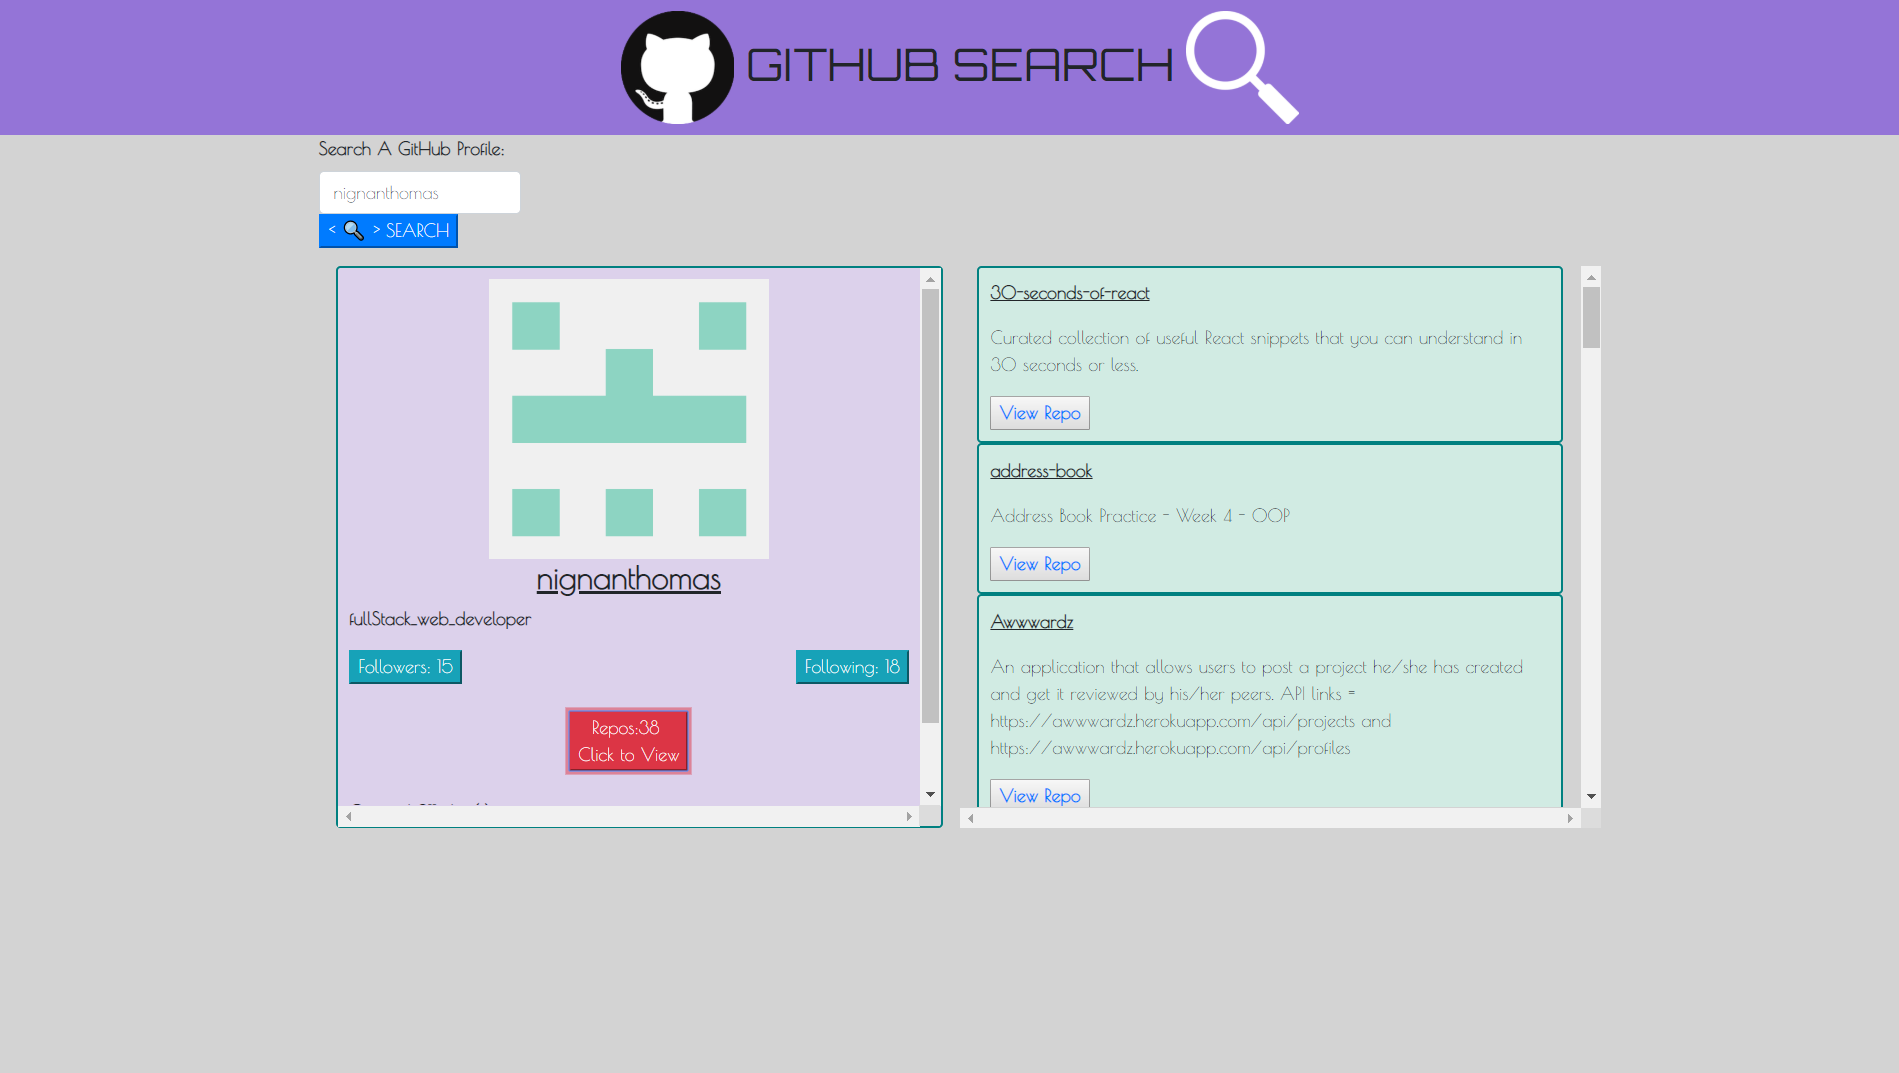 GITHUB SEARCH
Search A GitHub Profile:
nignanthomas
< > SEARCH
nignanthomas
fullStack_web_developer
Followers: 15
Following: 18
Repos:38
Click to View
30-seconds-of-react
Curated collection of useful React snippets that you can understand in
30 seconds or less.
View Repo
address-book
Address Book Practice - Week 4 - OOP
View Repo
Awwwardz
An application that allows users to post a project he/she has created
and get it reviewed by his/her peers. API links =
https://awwwardz.herokuapp.com/api/projects and
https://awwwardz.herokuapp.com/api/profiles
View Repo